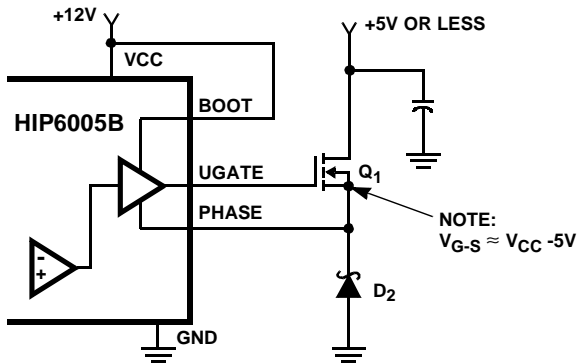 +12V
+5V OR LESS
VCC
BOOT
HIP6005B
UGATE
Q1
PHASE
NOTE:
VG-S ≈ VCC -5V
-
+
D2
GND